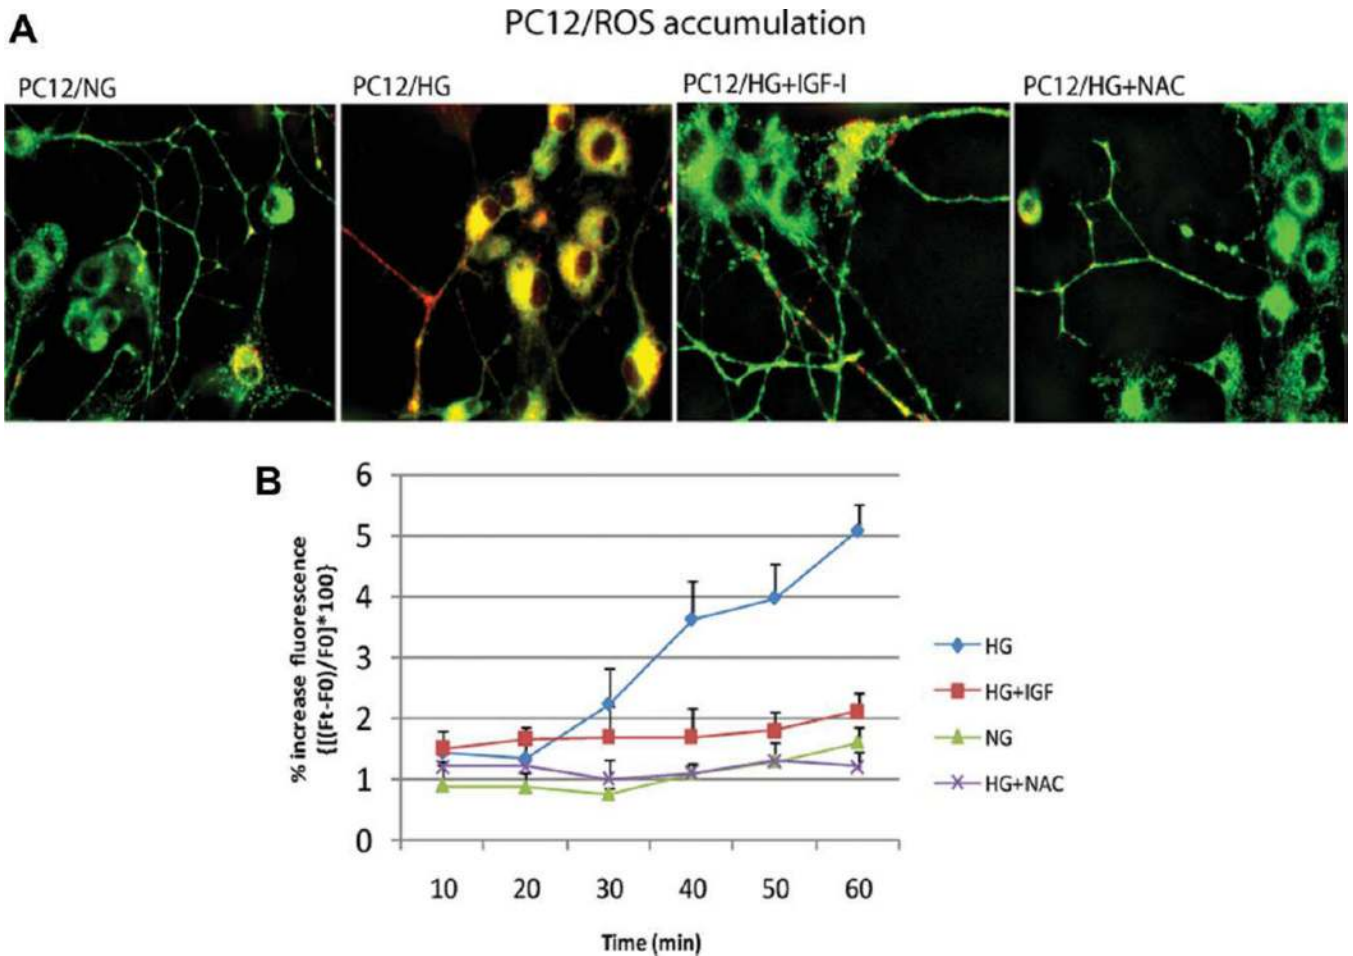 A
PC12/ROS accumulation
PC12/NG
PC12/HG
PC12/HG+IGF-I
PC12/HG+NAC
B
% increase fluorescence
{[(Ft-F0)/F0]*100}
6
5
4
3
2
1
0
10 20 30 40 50 60
Time (min)
HG
HG+IGF
NG
HG+NAC